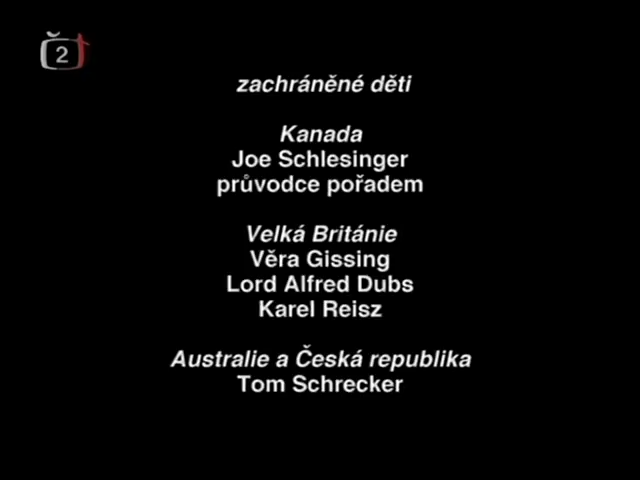 2
zachráněné děti
Kanada
Joe Schlesinger
průvodce pořadem
Velká Británie
Věra Gissing
Lord Alfred Dubs
Karel Reisz
Australie a Česká republika
Tom Schrecker